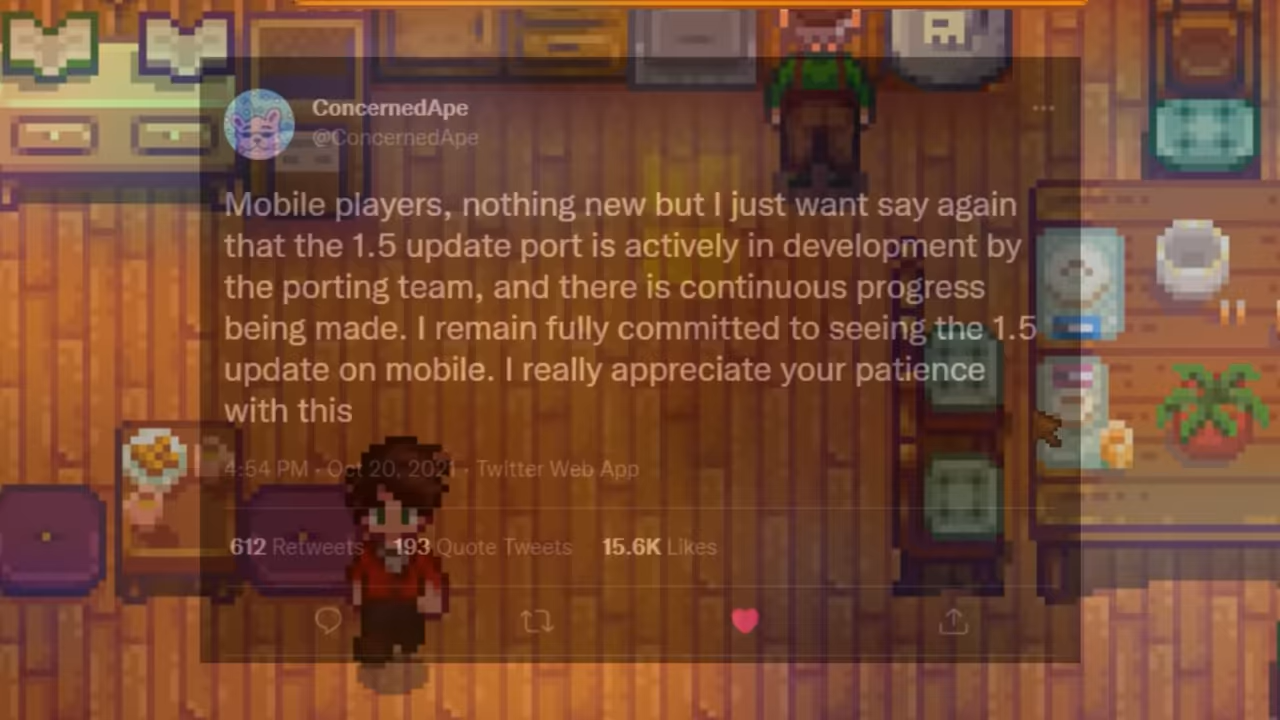 ConcernedApe
@ConcernedApe
Mobile players, nothing new but I just want say again
that the 1.5 update port is actively in development by
the porting team, and there is continuous progress
being made. I remain fully committed to seeing the 1.5
update on mobile. I really appreciate your patience
with this
4:54 PM · Oct 20, 2021 · Twitter Web App
612 Retweets 193 Quote Tweets 15.6K Likes